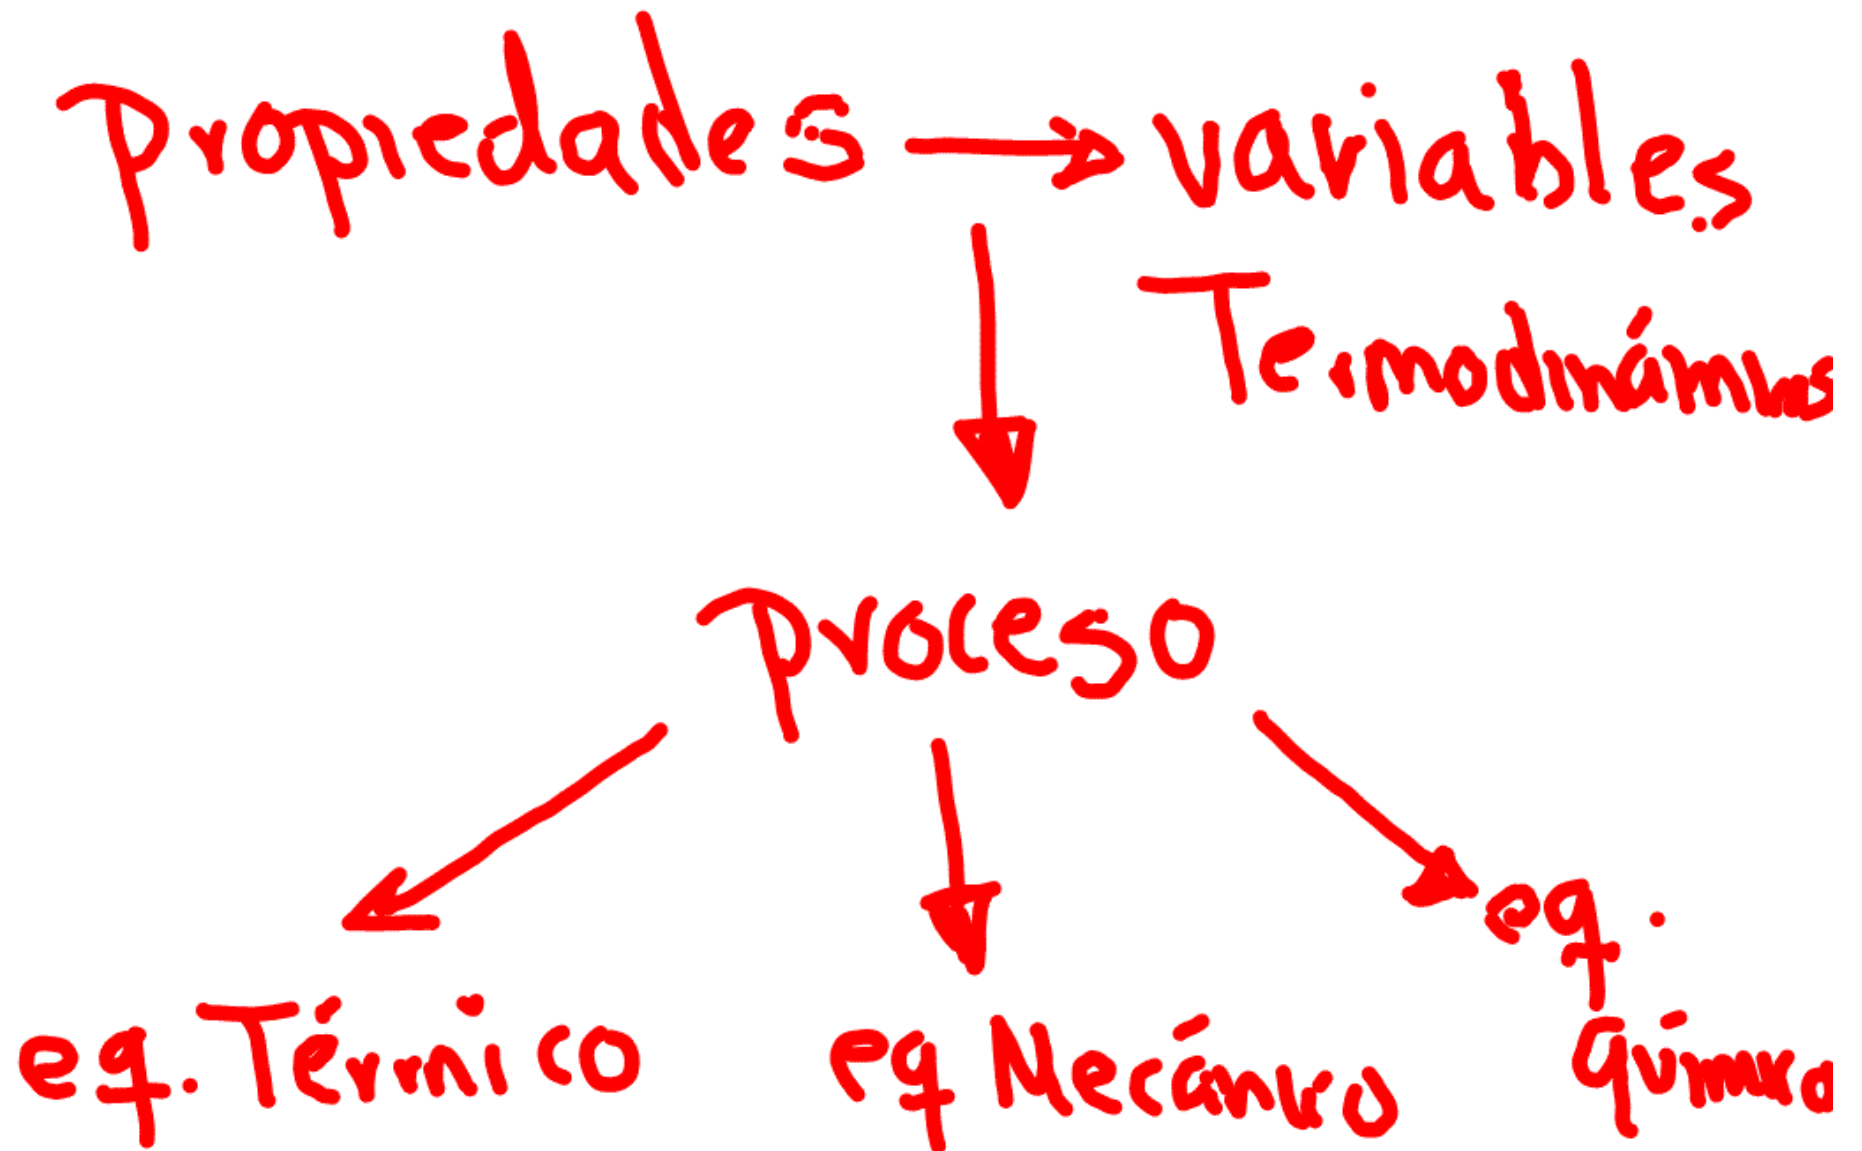 propiedades → variables
Termodinámicas
proceso
eq. Térmico
eq Mecánico
eq.
químico